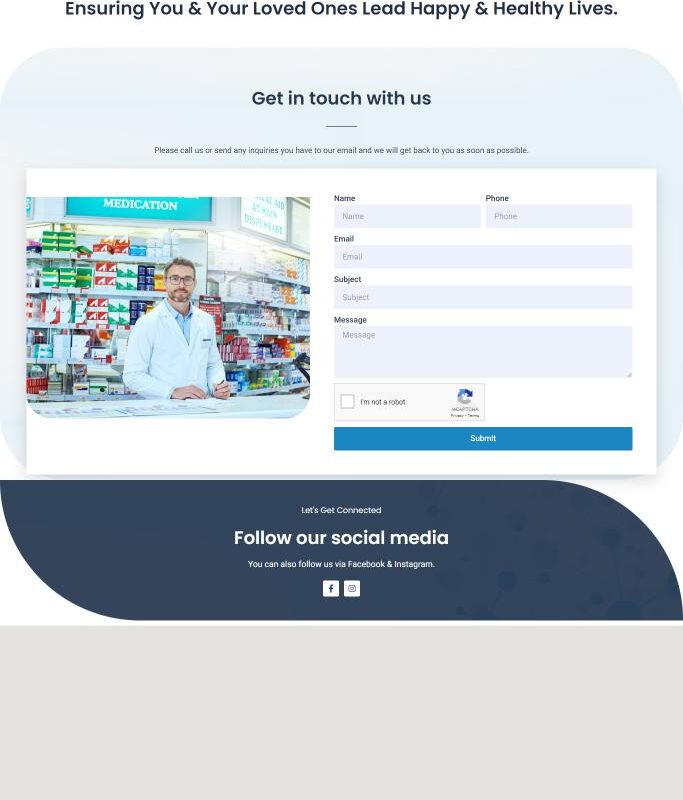 Ensuring You & Your Loved Ones Lead Happy & Healthy Lives.
Get in touch with us
Please call us or send any inquiries you have to our email and we will get back to you as soon as possible.
MEDICATION
AT MAIN
DISPENSARY
Name
Phone
Name
Phone
Email
Email
Subject
Subject
Message
Message
I'm not a robot
reCAPTCHA
Privacy - Terms
Submit
Let's Get Connected
Follow our social media
You can also follow us via Facebook & Instagram.